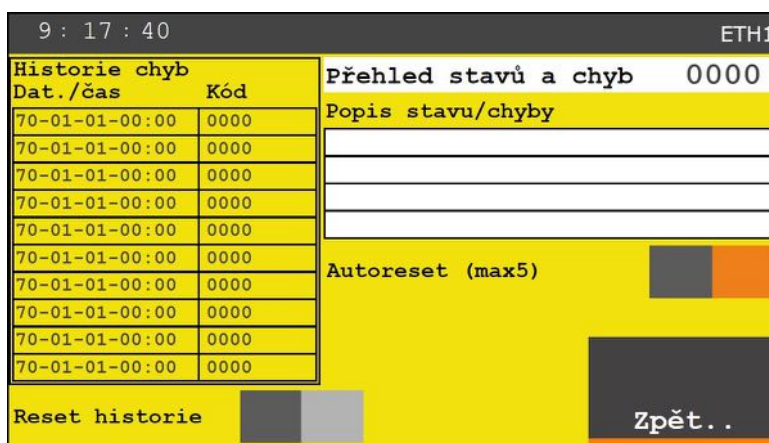 9 : 17 : 40
ETH1
Historie chyb
Dat./čas Kód
70-01-01-00:00 0000
70-01-01-00:00 0000
70-01-01-00:00 0000
70-01-01-00:00 0000
70-01-01-00:00 0000
70-01-01-00:00 0000
70-01-01-00:00 0000
70-01-01-00:00 0000
70-01-01-00:00 0000
70-01-01-00:00 0000
Reset historie
Přehled stavů a chyb 0000
Popis stavu/chyby
Autoreset (max5)
Zpět..